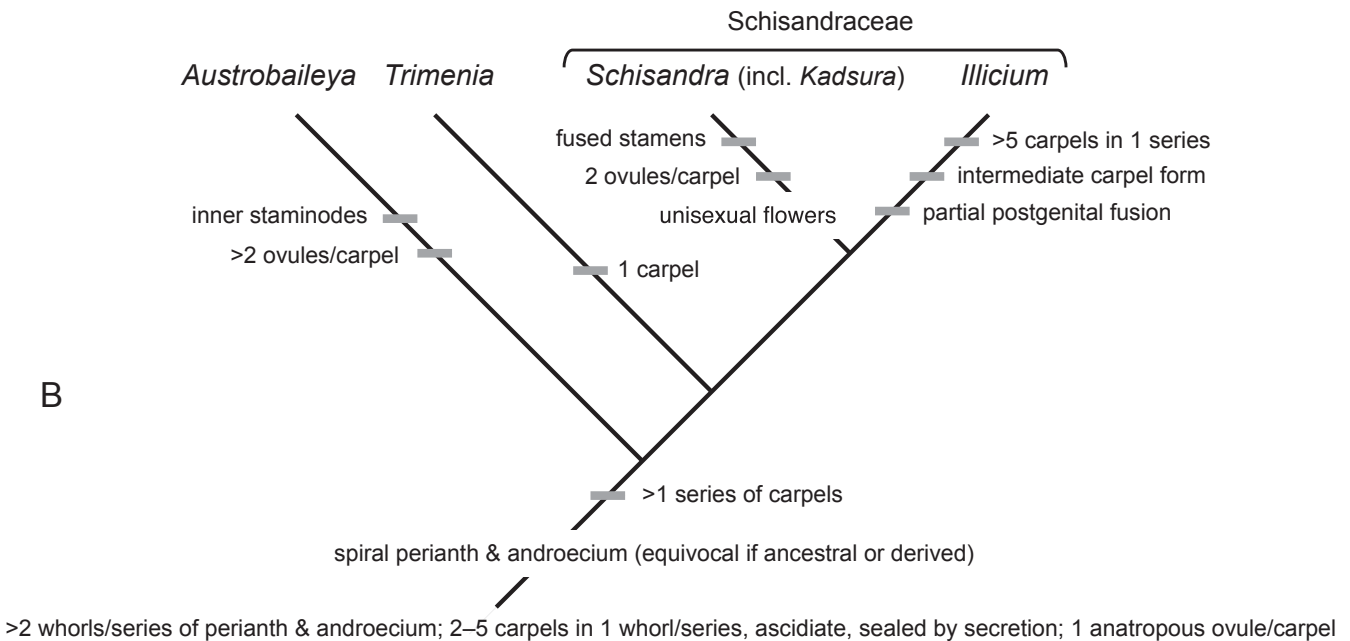 Schisandraceae
Austrobaileya Trimenia Schisandra (incl. Kadsura) Illicium
fused stamens >5 carpels in 1 series
2 ovules/carpel intermediate carpel form
inner staminodes unisexual flowers partial postgenital fusion
>2 ovules/carpel 1 carpel
B
>1 series of carpels
spiral perianth & androecium (equivocal if ancestral or derived)
>2 whorls/series of perianth & androecium; 2–5 carpels in 1 whorl/series, ascidiate, sealed by secretion; 1 anatropous ovule/carpel